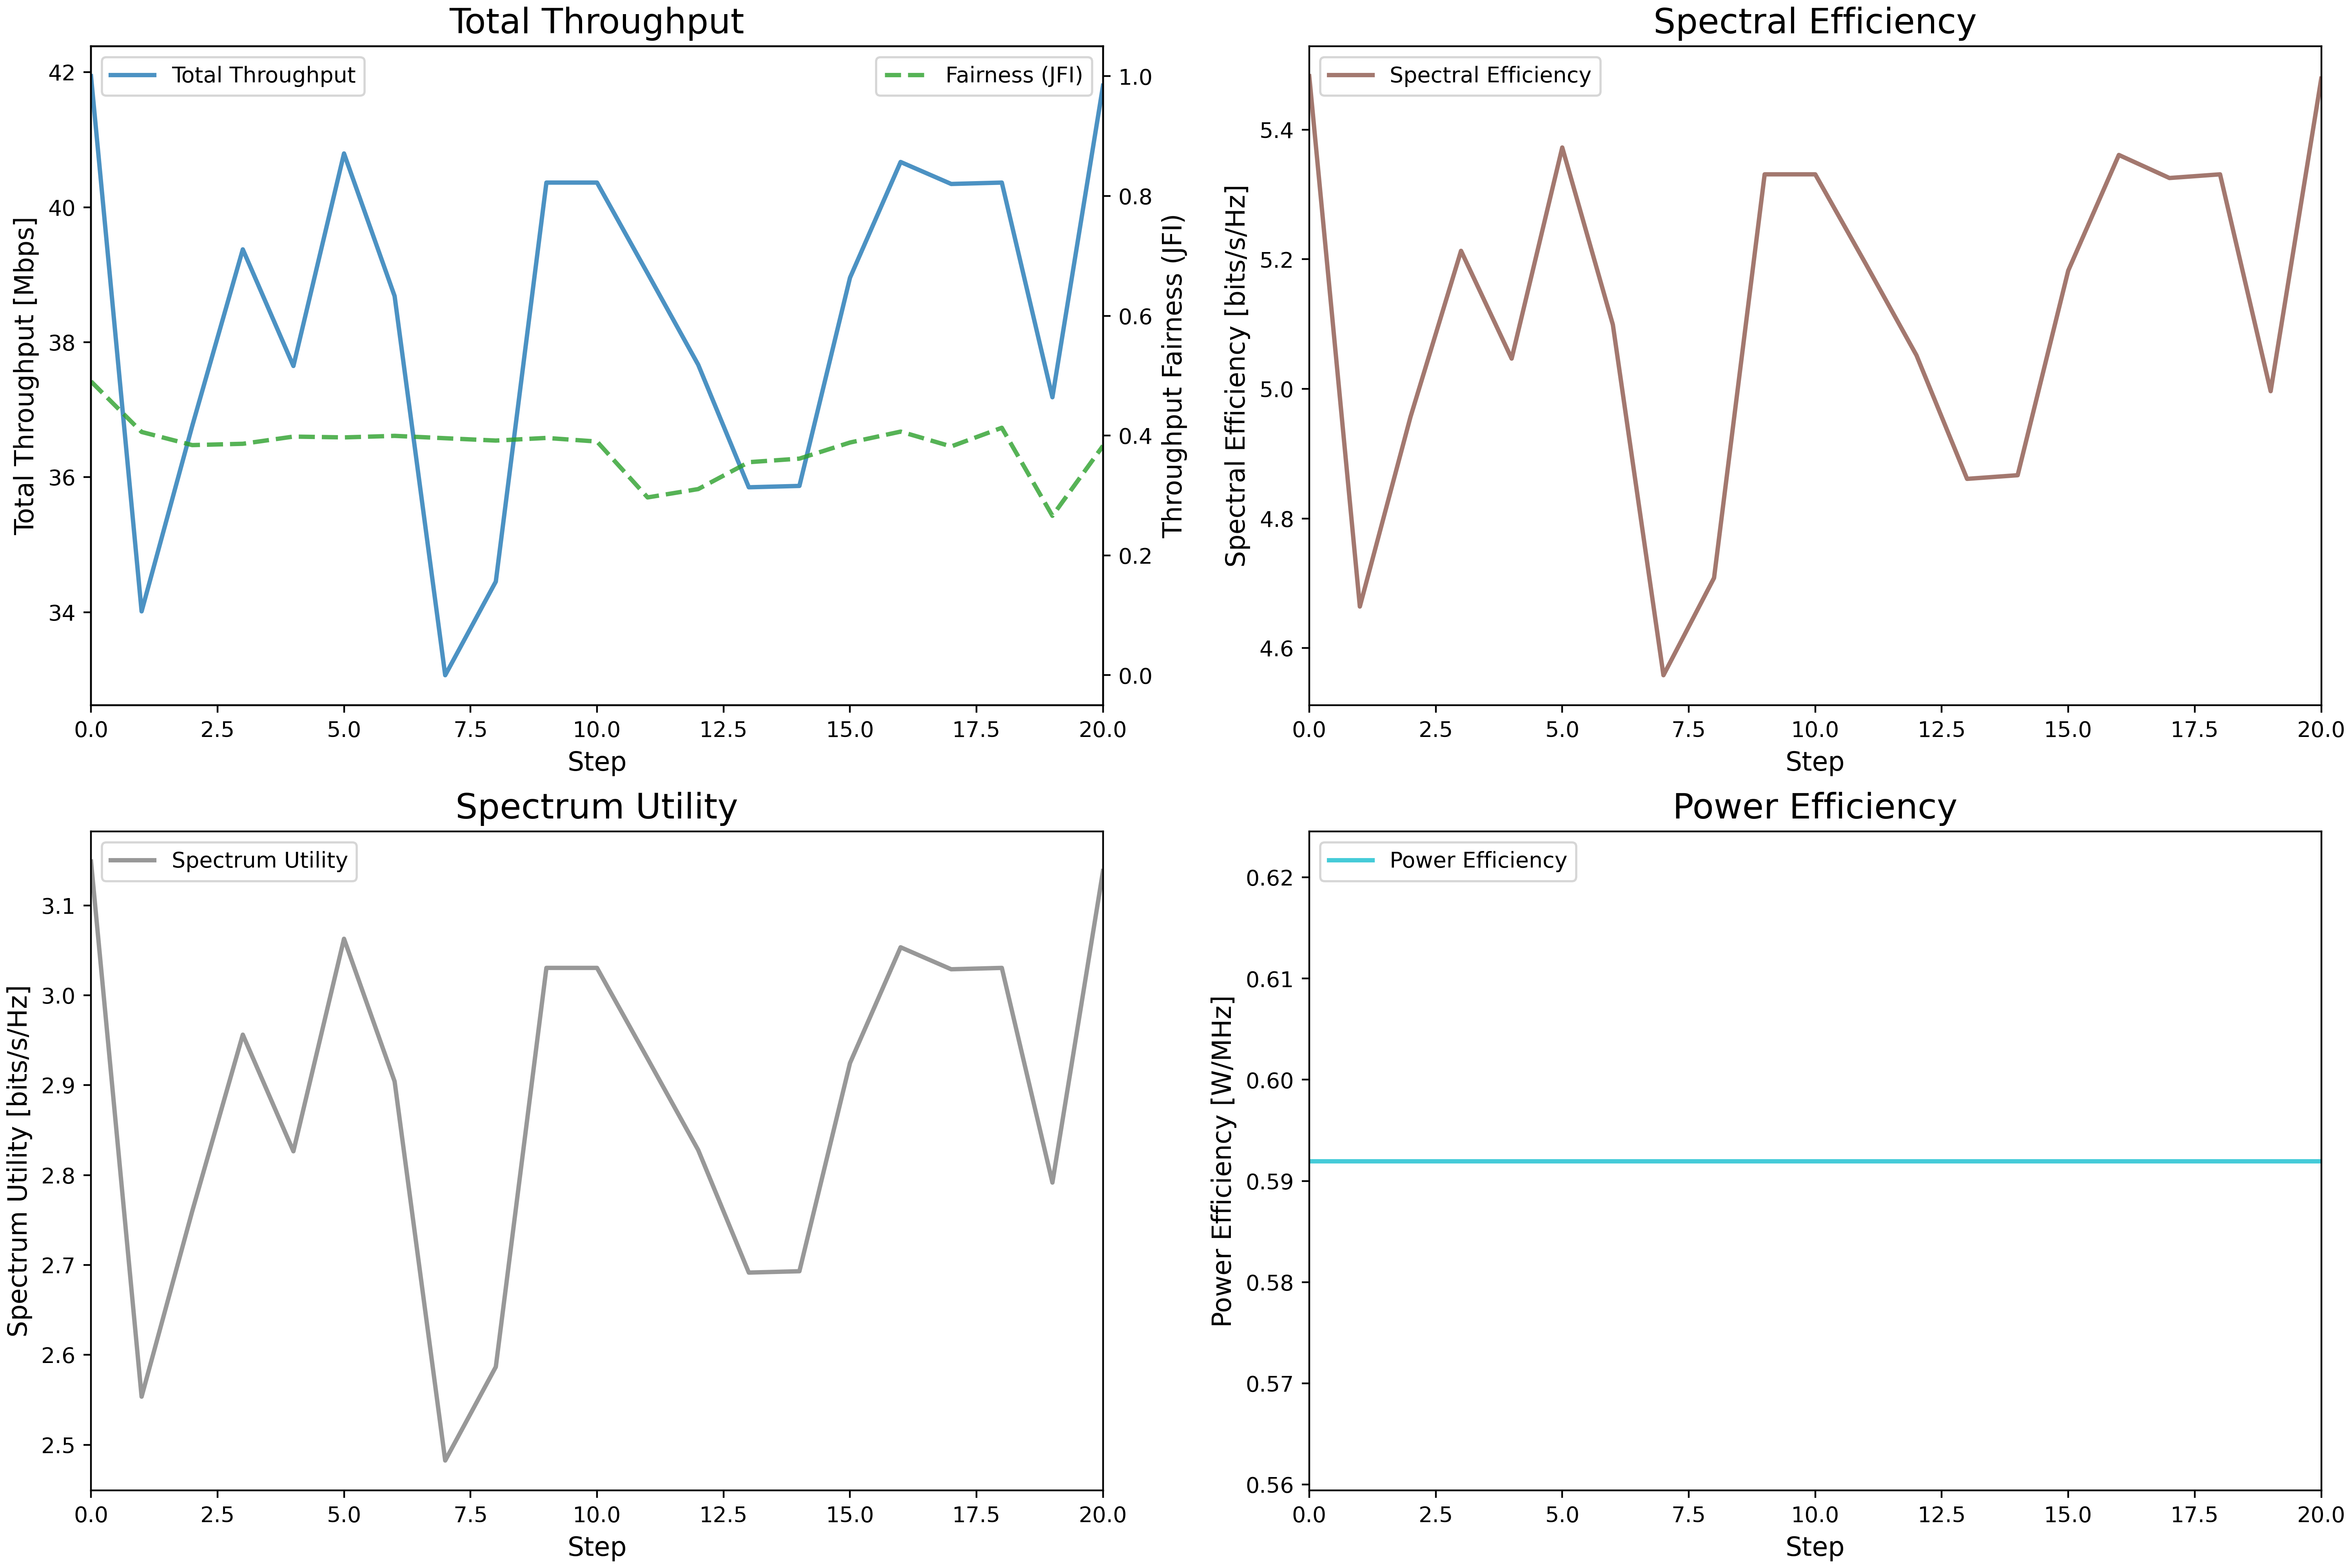 Total Throughput
Total Throughput
Fairness (JFI)
42
40
38
36
34
Total Throughput [Mbps]
1.0
0.8
0.6
0.4
0.2
0.0
Throughput Fairness (JFI)
0.0 2.5 5.0 7.5 10.0 12.5 15.0 17.5 20.0
Step
Spectral Efficiency
Spectral Efficiency
5.4
5.2
5.0
4.8
4.6
Spectral Efficiency [bits/s/Hz]
0.0 2.5 5.0 7.5 10.0 12.5 15.0 17.5 20.0
Step
Spectrum Utility
Spectrum Utility
3.1
3.0
2.9
2.8
2.7
2.6
2.5
Spectrum Utility [bits/s/Hz]
0.0 2.5 5.0 7.5 10.0 12.5 15.0 17.5 20.0
Step
Power Efficiency
Power Efficiency
0.62
0.61
0.60
0.59
0.58
0.57
0.56
Power Efficiency [W/MHz]
0.0 2.5 5.0 7.5 10.0 12.5 15.0 17.5 20.0
Step